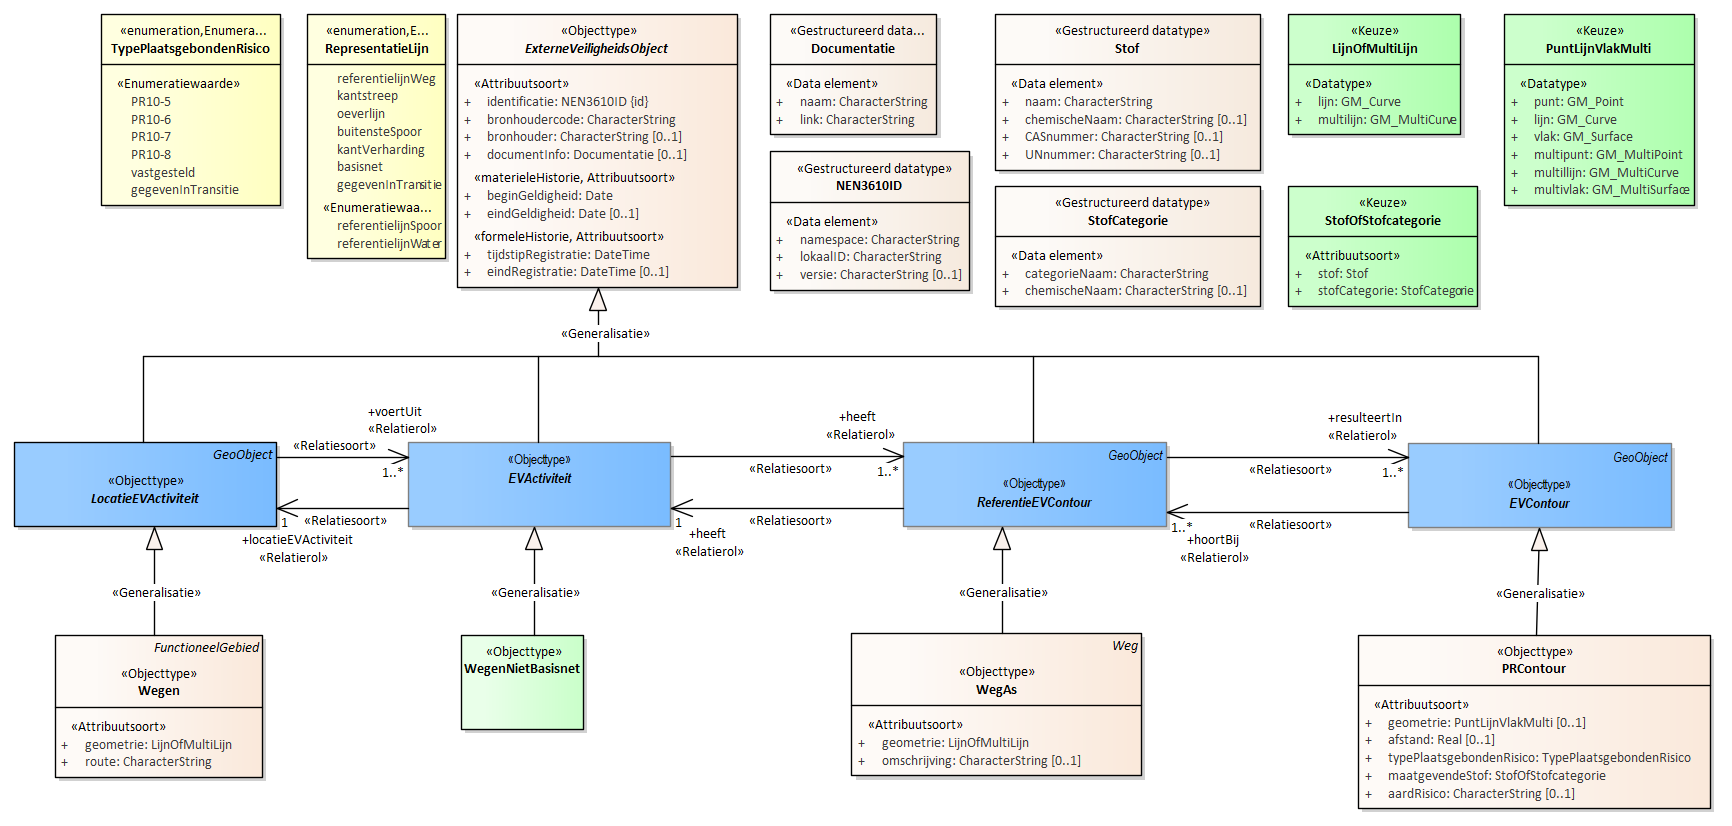 «enumeration,Enumera...
TypePlaatsgebondenRisico
«Enumeratiewaarde»
PR10-5
PR10-6
PR10-7
PR10-8
vastgesteld
gegevenInTransitie
«enumeration,E...
RepresentatieLijn
referentielijnWeg
kantstreep
oeverlijn
buitensteSpoor
kantVerharding
basisnet
gegevenInTransitie
«Enumeratiewaa...
referentielijnSpoor
referentielijnWater
«Objecttype»
ExterneVeiligheidsObject
«Attribuutsoort»
+ identificatie: NEN3610ID {id}
+ bronhoudercode: CharacterString
+ bronhouder: CharacterString [0..1]
+ documentInfo: Documentatie [0..1]
«materieleHistorie, Attribuutsoort»
+ beginGeldigheid: Date
+ eindGeldigheid: Date [0..1]
«formeleHistorie, Attribuutsoort»
+ tijdstipRegistratie: DateTime
+ eindRegistratie: DateTime [0..1]
«Gestructureerd data...
Documentatie
«Data element»
+ naam: CharacterString
+ link: CharacterString
«Gestructureerd datatype»
NEN3610ID
«Data element»
+ namespace: CharacterString
+ lokaalID: CharacterString
+ versie: CharacterString [0..1]
«Gestructureerd datatype»
Stof
«Data element»
+ naam: CharacterString
+ chemischeNaam: CharacterString [0..1]
+ CASnummer: CharacterString [0..1]
+ UNnummer: CharacterString [0..1]
«Gestructureerd datatype»
StofCategorie
«Data element»
+ categorieNaam: CharacterString
+ chemischeNaam: CharacterString [0..1]
«Keuze»
LijnOfMultiLijn
«Datatype»
+ lijn: GM_Curve
+ multilijn: GM_MultiCurve
«Keuze»
StofOfStofcategorie
«Attribuutsoort»
+ stof: Stof
+ stofCategorie: StofCategorie
«Keuze»
PuntLijnVlakMulti
«Datatype»
+ punt: GM_Point
+ lijn: GM_Curve
+ vlak: GM_Surface
+ multipunt: GM_MultiPoint
+ multillijn: GM_MultiCurve
+ multivlak: GM_MultiSurface
«Generalisatie»
GeoObject
«Objecttype»
LocatieEVActiviteit
+voertUit
«Relatierol»
«Relatiesoort»
1..*
1
«Relatiesoort»
+locatieEVActiviteit
«Relatierol»
«Objecttype»
EVActiviteit
+heeft
«Relatierol»
«Relatiesoort»
1..*
1
«Relatiesoort»
+heeft
«Relatierol»
GeoObject
«Objecttype»
ReferentieEVContour
+resulteertIn
«Relatierol»
«Relatiesoort»
1..*
1..*
«Relatiesoort»
+hoortBij
«Relatierol»
GeoObject
«Objecttype»
EVContour
«Generalisatie»
«Generalisatie»
«Generalisatie»
«Generalisatie»
FunctioneelGebied
«Objecttype»
Wegen
«Attribuutsoort»
+ geometrie: LijnOfMultiLijn
+ route: CharacterString
«Objecttype»
WegenNietBasisnet
Weg
«Objecttype»
WegAs
«Attribuutsoort»
+ geometrie: LijnOfMultiLijn
+ omschrijving: CharacterString [0..1]
«Objecttype»
PRContour
«Attribuutsoort»
+ geometrie: PuntLijnVlakMulti [0..1]
+ afstand: Real [0..1]
+ typePlaatsgebondenRisico: TypePlaatsgebondenRisico
+ maatgevendeStof: StofOfStofcategorie
+ aardRisico: CharacterString [0..1]